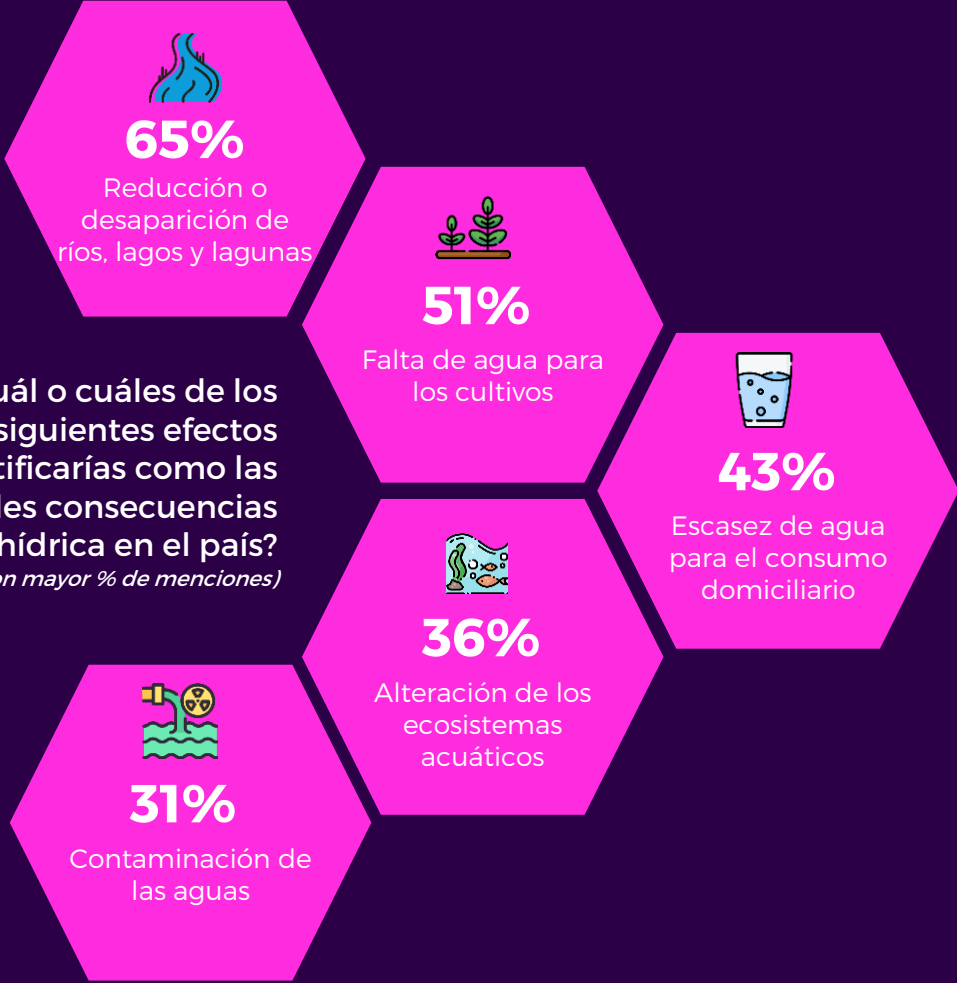 65%
Reducción o
desaparición de
ríos, lagos y lagunas
51%
Falta de agua para
los cultivos
43%
Escasez de agua
para el consumo
domiciliario
uál o cuáles de los
siguientes efectos
tificarías como las
les consecuencias
hídrica en el país?
on mayor % de menciones)
36%
Alteración de los
ecosistemas
acuáticos
31%
Contaminación de
las aguas